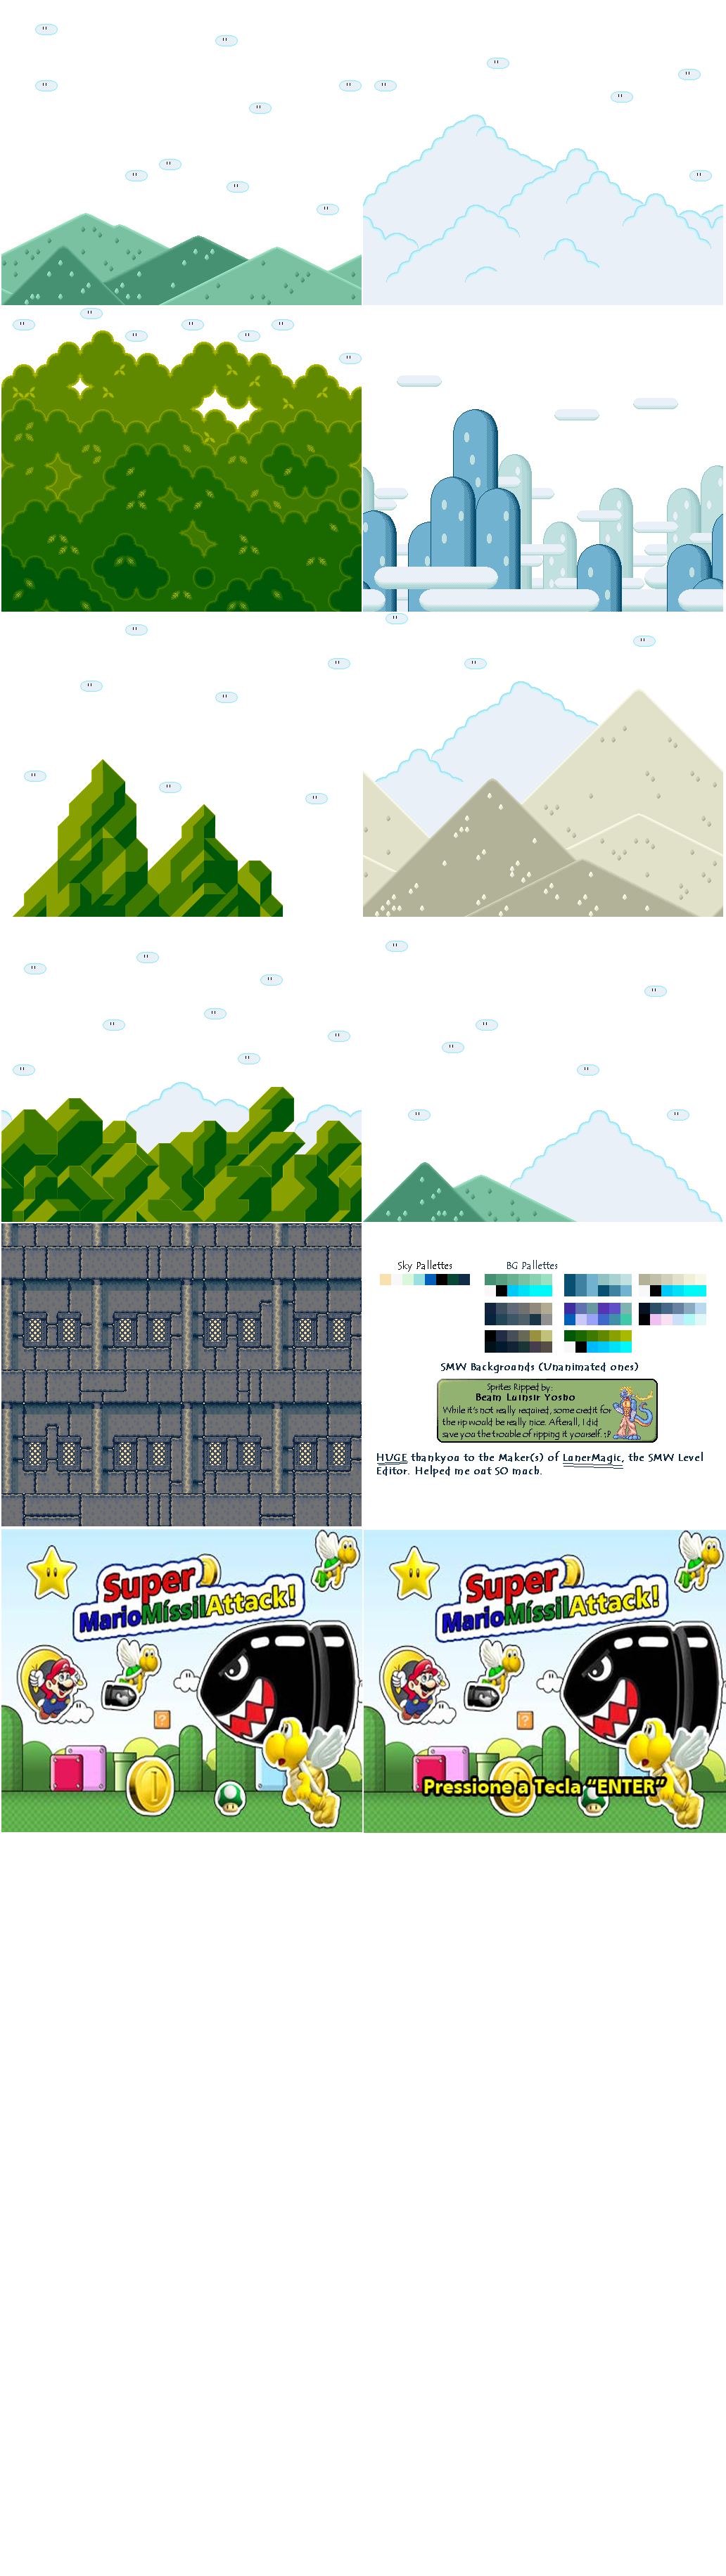 Sky Pallettes
BG Pallettes
SMW Backgrounds (Unanimated ones)
Sprites Ripped by:
Beam Luinsir Yosho
While it's not really required, some credit for
the rip would be really nice. Afterall, I did
save you the trouble of ripping it yourself. :P
HUGE thankyou to the Maker(s) of LunerMagic, the SMW Level
Editor. Helped me out SO much.
Super
MarioMíssilAttack!
?
Super
MarioMíssilAttack!
?
Pressione a Tecla “ENTER”